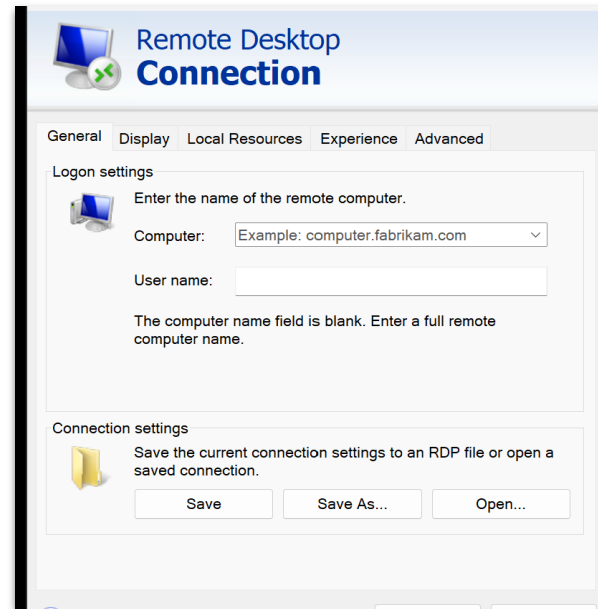 Remote Desktop
Connection
General Display Local Resources Experience Advanced
Logon settings
Enter the name of the remote computer.
Computer: Example: computer.fabrikam.com
User name:
The computer name field is blank. Enter a full remote
computer name.
Connection settings
Save the current connection settings to an RDP file or open a
saved connection.
Save Save As... Open...